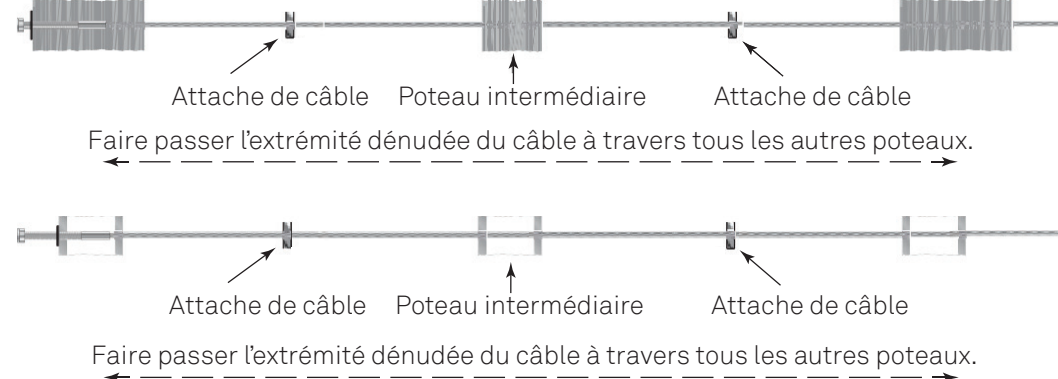 Attache de câble Poteau intermédiaire Attache de câble
Faire passer l'extrémité dénudée du câble à travers tous les autres poteaux.
Attache de câble Poteau intermédiaire Attache de câble
Faire passer l'extrémité dénudée du câble à travers tous les autres poteaux.